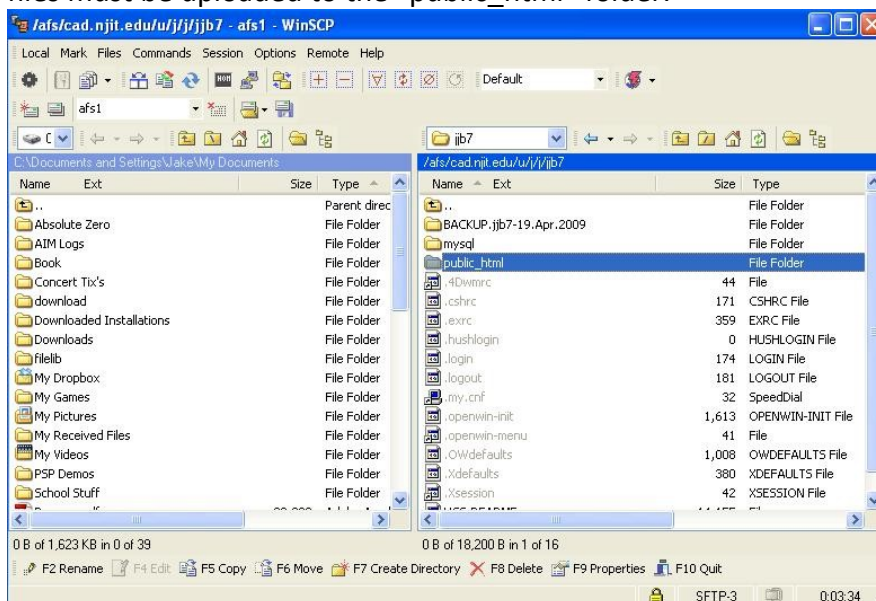 files must be uploaded to the "public_html" folder.
/afs/cad.njit.edu/u/j/j/jjb7 - afs1 - WinSCP
Local Mark Files Commands Session Options Remote Help
Default
afs1
C
jjb7
C:\Documents and Settings\Jake\My Documents
/afs/cad.njit.edu/u/j/j/jjb7
Name Ext Size Type
Name Ext Size Type
.. Parent direc
Absolute Zero File Folder
AIM Logs File Folder
Book File Folder
Concert Tix's File Folder
download File Folder
Downloaded Installations File Folder
Downloads File Folder
filelib File Folder
My Dropbox File Folder
My Games File Folder
My Pictures File Folder
My Received Files File Folder
My Videos File Folder
PSP Demos File Folder
School Stuff File Folder
.. File Folder
BACKUP.jjb7-19.Apr.2009 File Folder
mysql File Folder
public_html File Folder
.4Dwmrc 44 File
.cshrc 171 CSHRC File
.exrc 359 EXRC File
.hushlogin 0 HUSHLOGIN File
.login 174 LOGIN File
.logout 181 LOGOUT File
.my.cnf 32 SpeedDial
.openwin-init 1,613 OPENWIN-INIT File
.openwin-menu 41 File
.OWdefaults 1,008 OWDEFAULTS File
.Xdefaults 380 XDEFAULTS File
.Xsession 42 XSESSION File
0 B of 1,623 KB in 0 of 39
0 B of 18,200 B in 1 of 16
F2 Rename F4 Edit F5 Copy F6 Move F7 Create Directory F8 Delete F9 Properties F10 Quit
SFTP-3 0:03:34